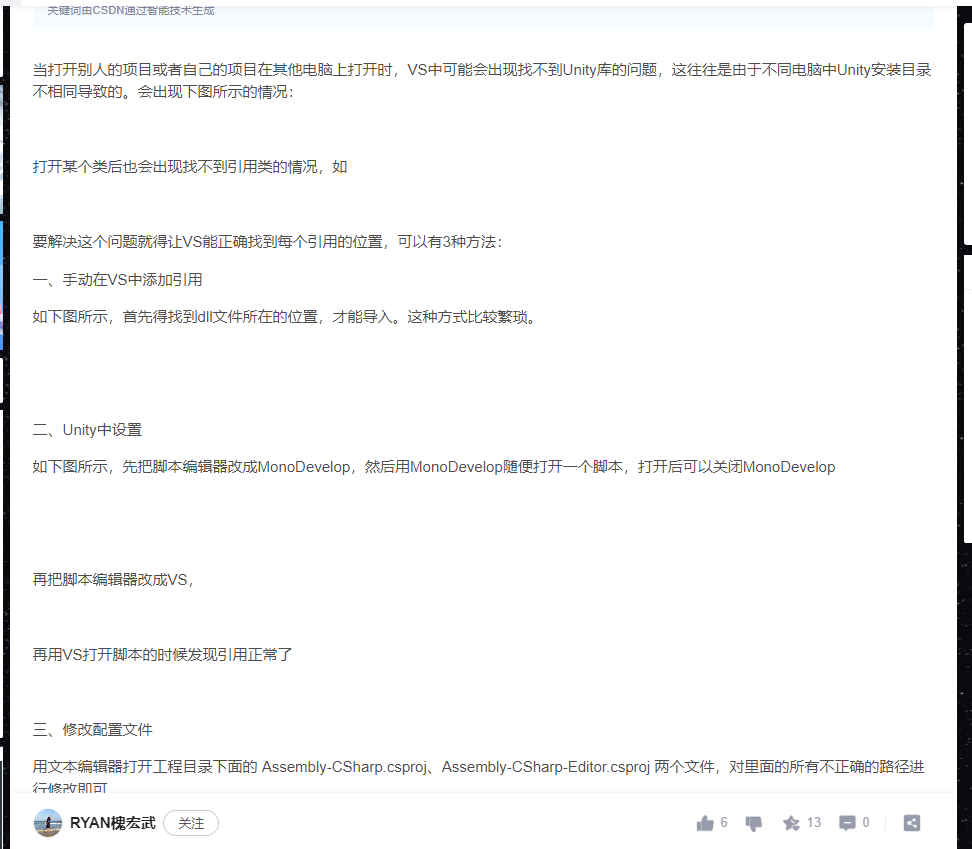 关键词由CSDN通过智能技术生成
当打开别人的项目或者自己的项目在其他电脑上打开时，VS中可能会出现找不到Unity库的问题，这往往是由于不同电脑中Unity安装目录
不相同导致的。会出现下图所示的情况：
打开某个类后也会出现找不到引用类的情况，如
要解决这个问题就得让VS能正确找到每个引用的位置，可以有3种方法：
一、手动在VS中添加引用
如下图所示，首先得找到dll文件所在的位置，才能导入。这种方式比较繁琐。
二、Unity中设置
如下图所示，先把脚本编辑器改成MonoDevelop，然后用MonoDevelop随便打开一个脚本，打开后可以关闭MonoDevelop
再把脚本编辑器改成VS，
再用VS打开脚本的时候发现引用正常了
三、修改配置文件
用文本编辑器打开工程目录下面的 Assembly-CSharp.csproj、Assembly-CSharp-Editor.csproj 两个文件，对里面的所有不正确的路径进
行修改即可
RYAN槐宏武 关注 6 13 0